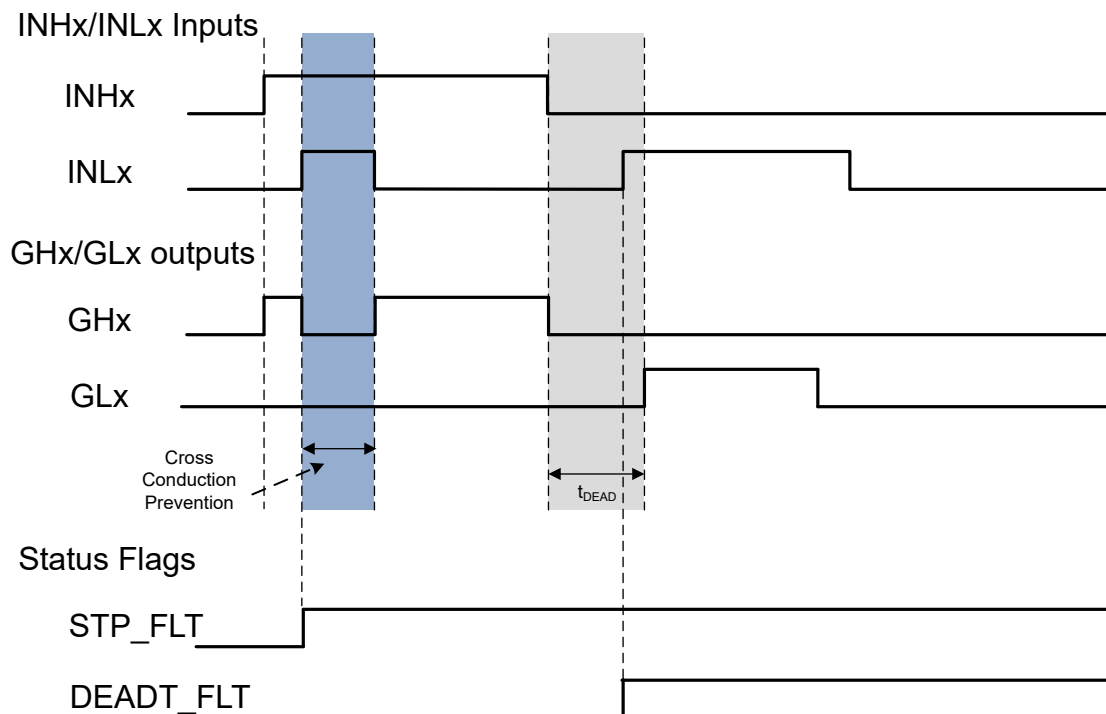 INHx/INLx Inputs
INHx
INLx
GHx/GLx outputs
GHx
GLx
Cross
Conduction
Prevention
tDEAD
Status Flags
STP_FLT
DEADT_FLT